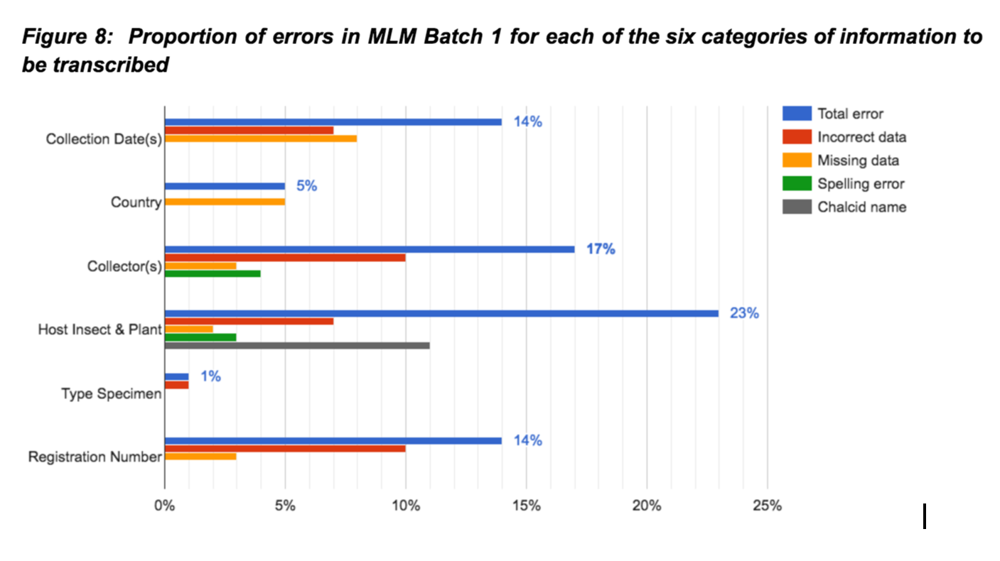 Figure 8: Proportion of errors in MLM Batch 1 for each of the six categories of information to
be transcribed
Total error
Incorrect data
Missing data
Spelling error
Chalcid name
Collection Date(s)
14%
Country
5%
Collector(s)
17%
Host Insect & Plant
23%
Type Specimen
1%
Registration Number
14%
0% 5% 10% 15% 20% 25%